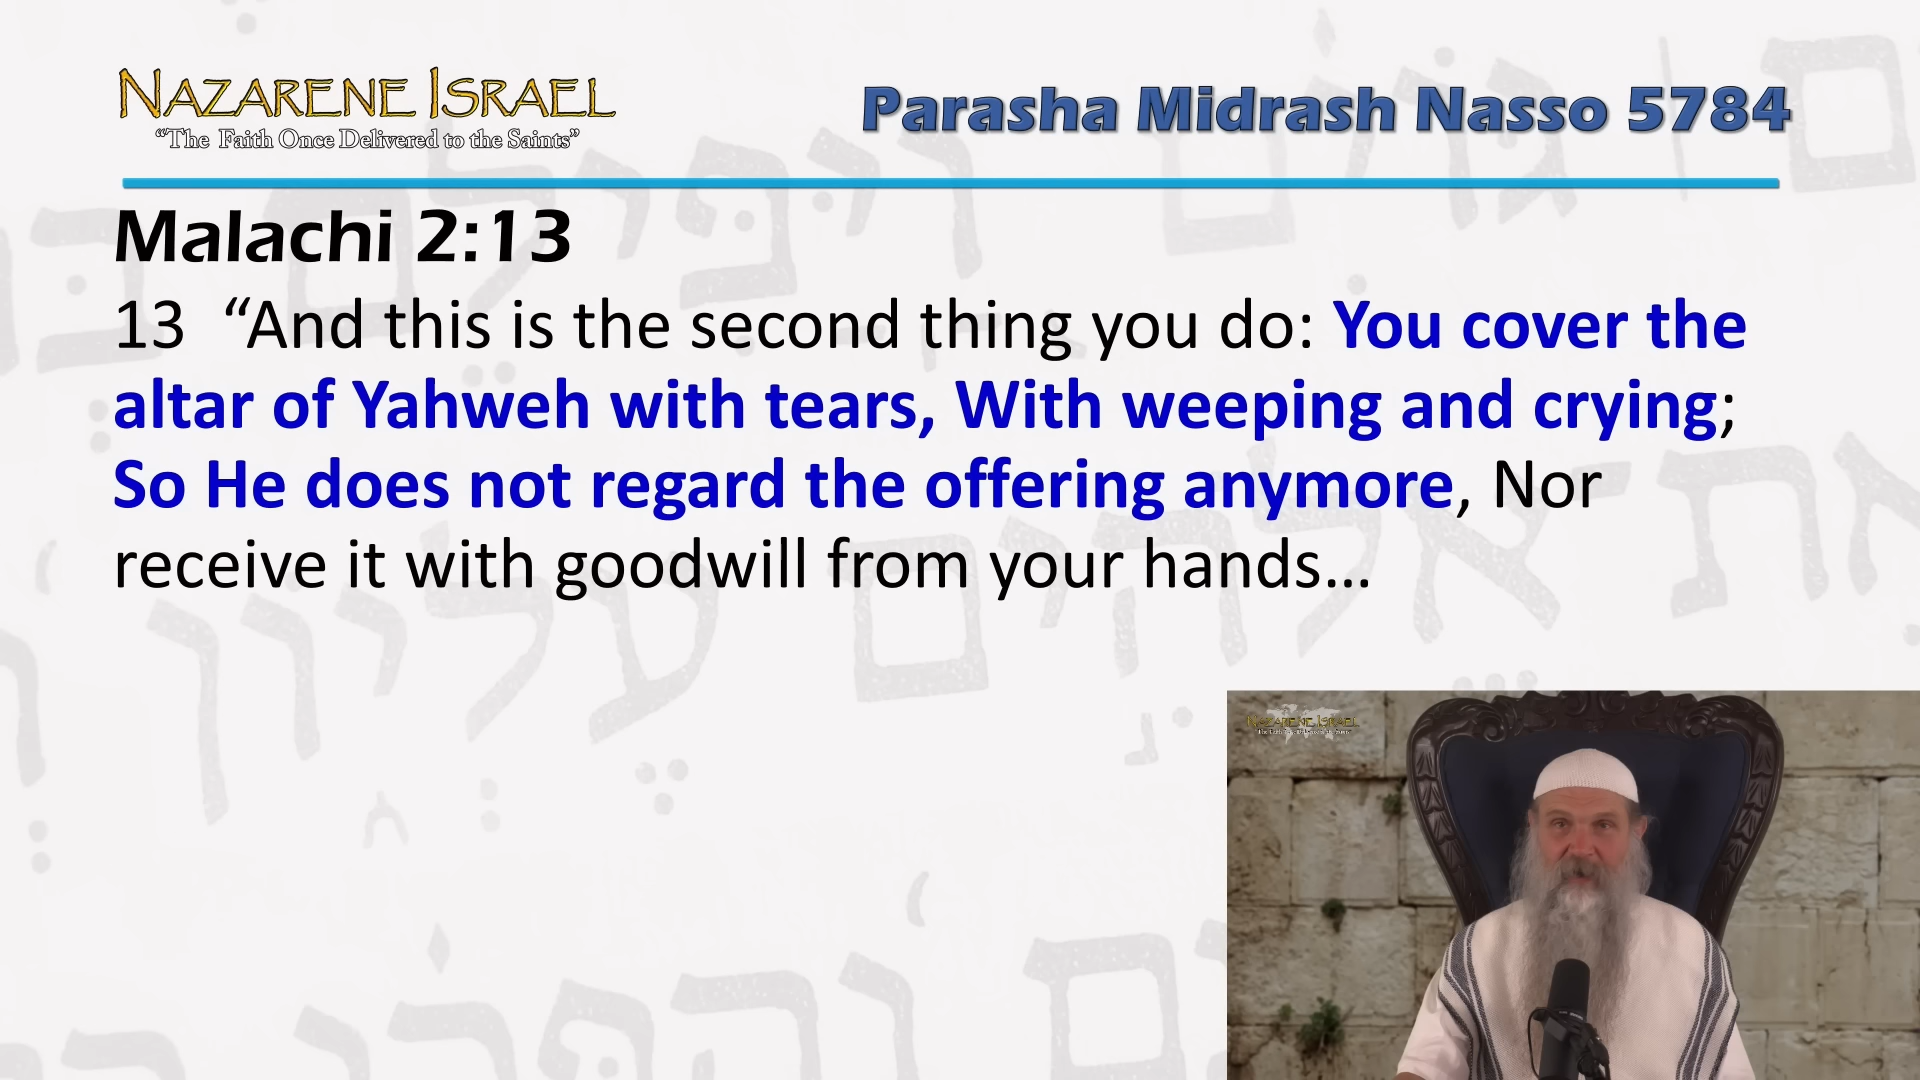 NAZARENE ISRAEL
“The Faith Once Delivered to the Saints”
Parasha Midrash Nasso 5784
Malachi 2:13
13 “And this is the second thing you do: You cover the
altar of Yahweh with tears, With weeping and crying;
So He does not regard the offering anymore, Nor
receive it with goodwill from your hands…
NAZARENE ISRAEL